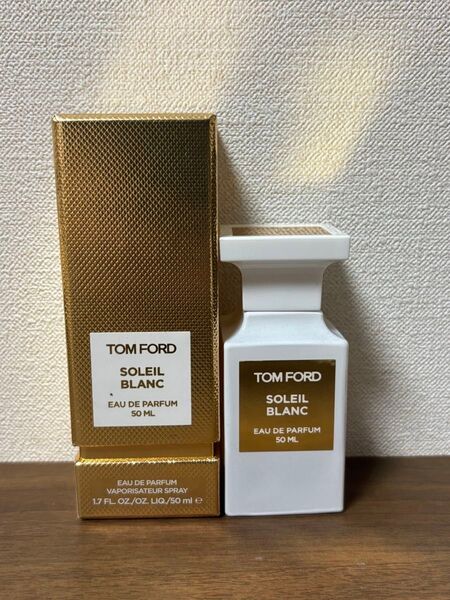 TOM FORD
SOLEIL
BLANC
EAU DE PARFUM
50 ML
EAU DE PARFUM
VAPORISATEUR SPRAY
1.7 FL. OZ./OZ. LIQ./50 ml e
TOM FORD
SOLEIL
BLANC
EAU DE PARFUM
50 ML